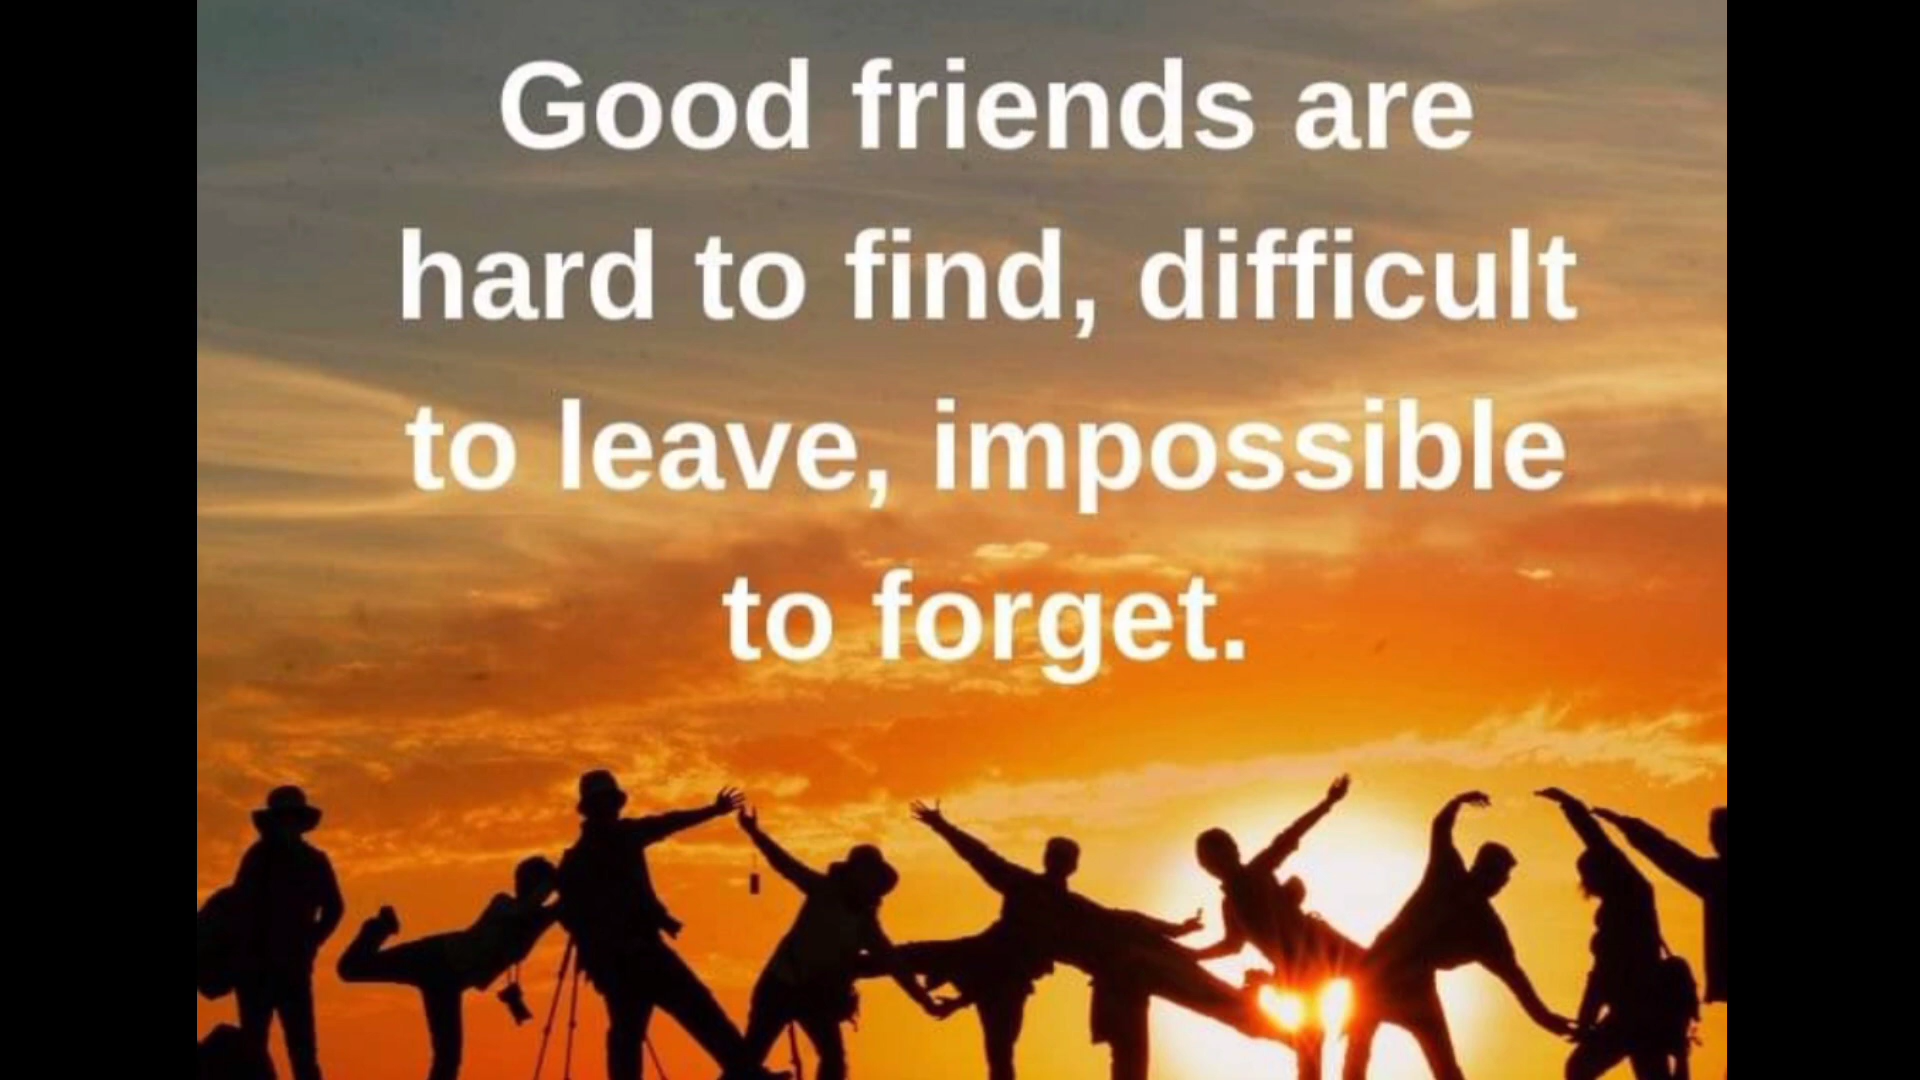 Good friends are
hard to find, difficult
to leave, impossible
to forget.